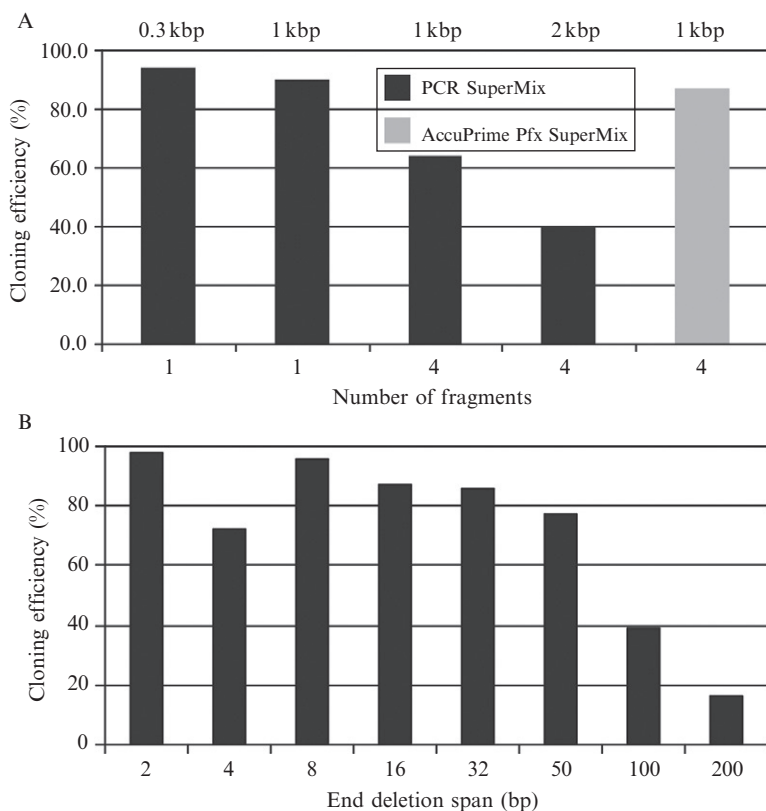 A
0.3 kbp 1 kbp 1 kbp 2 kbp 1 kbp
100.0
80.0
60.0
40.0
20.0
0.0
Cloning efficiency (%)
PCR SuperMix
AccuPrime Pfx SuperMix
1 1 4 4 4
Number of fragments
B
100
80
60
40
20
0
Cloning efficiency (%)
2 4 8 16 32 50 100 200
End deletion span (bp)